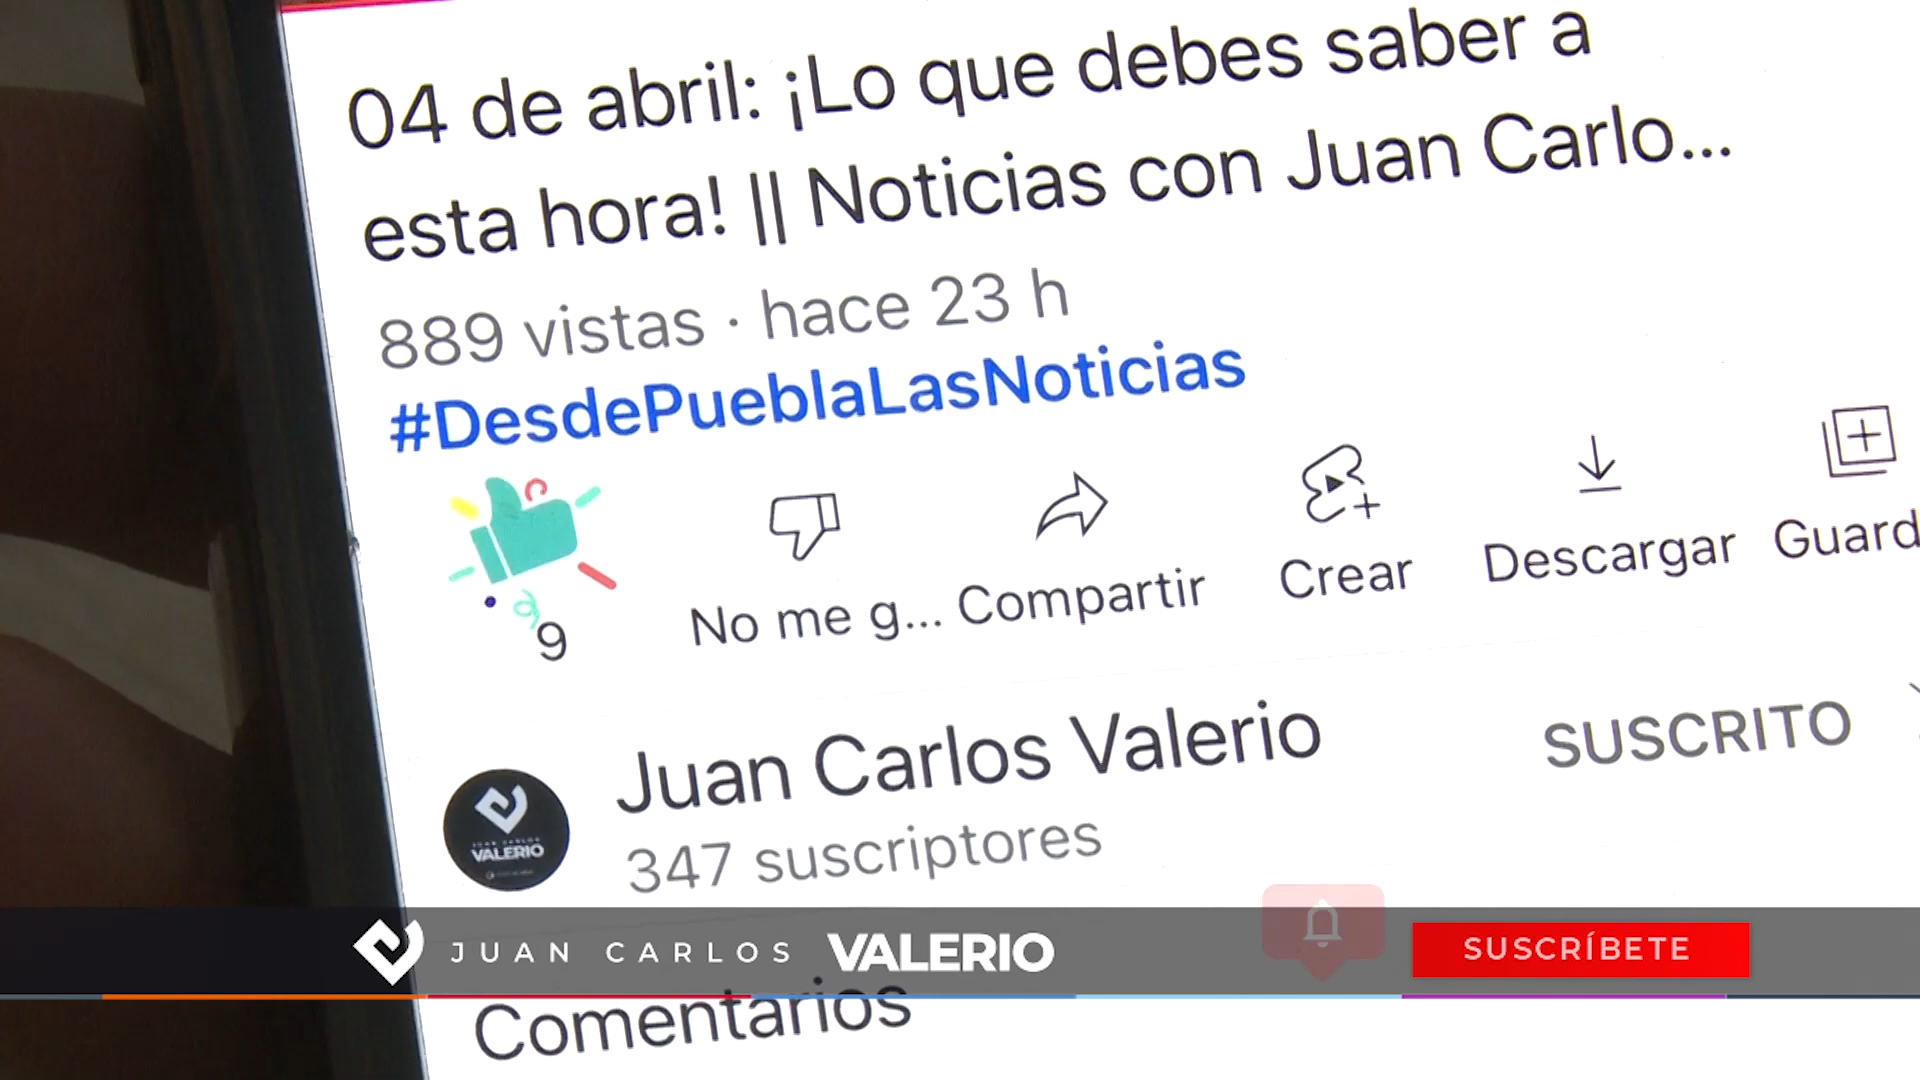 04 de abril: ¡Lo que debes saber a
esta hora! || Noticias con Juan Carlo...
889 vistas · hace 23 h
#DesdePueblaLasNoticias
9
No me g...
Compartir
Crear
Descargar
Guard
Juan Carlos Valerio
347 suscriptores
SUSCRITO
VALERIO
JUAN CARLOS VALERIO
SUSCRÍBETE
Comentarios